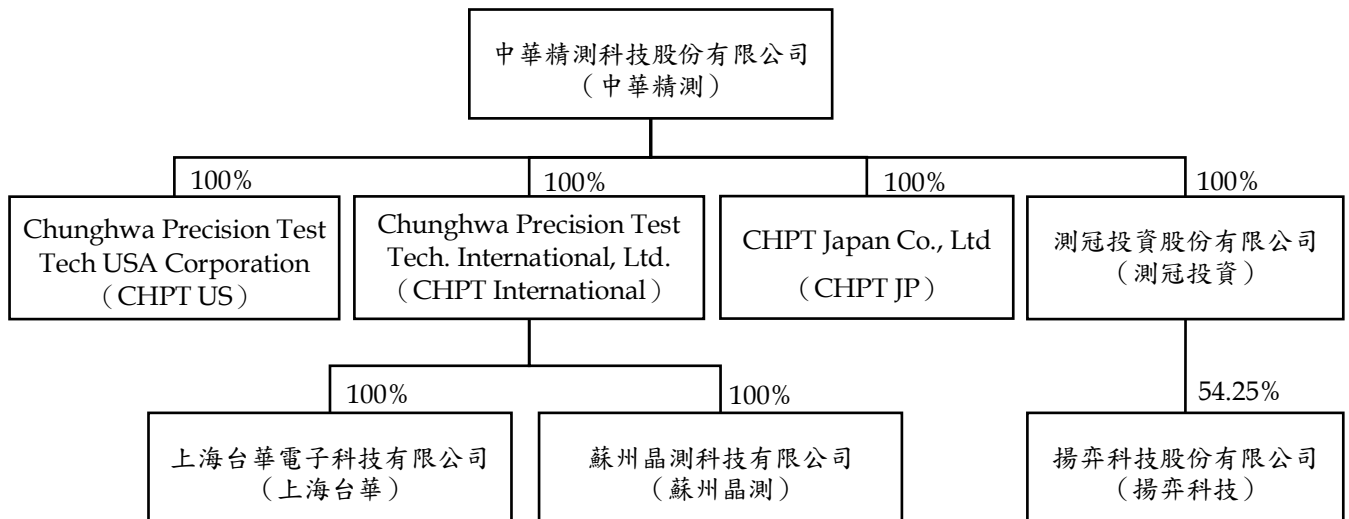 中華精測科技股份有限公司
（中華精測）
100%
100%
100%
100%
Chunghwa Precision Test
Tech USA Corporation
（CHPT US）
Chunghwa Precision Test
Tech. International, Ltd.
（CHPT International）
CHPT Japan Co., Ltd
（CHPT JP）
測冠投資股份有限公司
（測冠投資）
100%
100%
54.25%
上海台華電子科技有限公司
（上海台華）
蘇州晶測科技有限公司
（蘇州晶測）
揚弈科技股份有限公司
（揚弈科技）